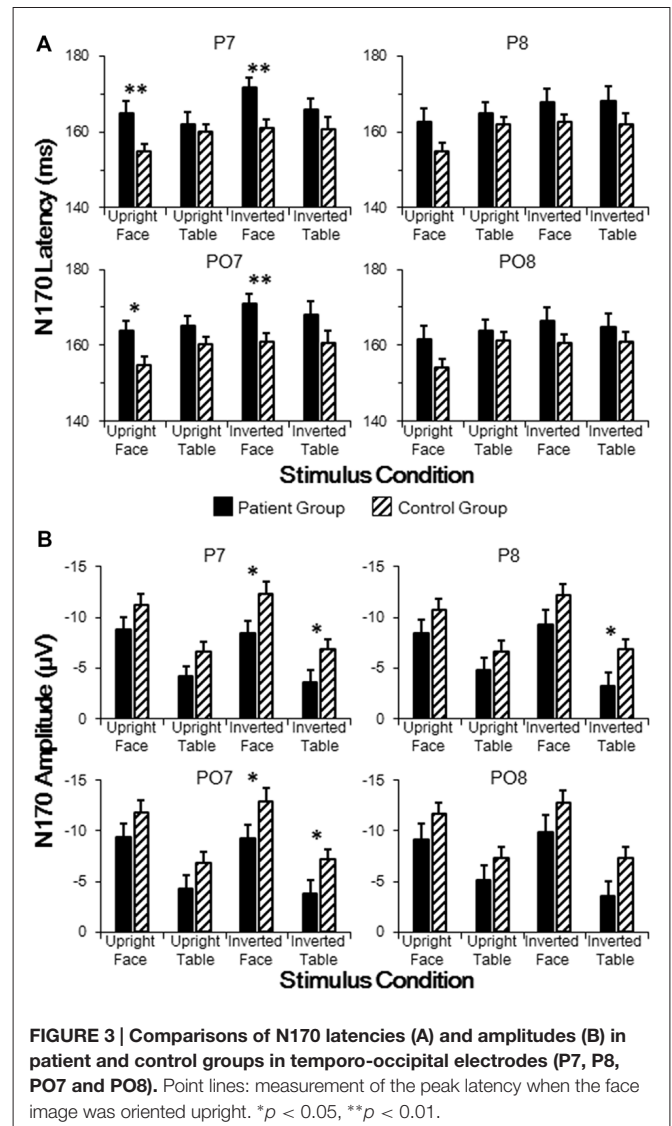 A
P7
P8
180
**
**
160
140
Upright Face
Upright Table
Inverted Face
Inverted Table
180
160
140
Upright Face
Upright Table
Inverted Face
Inverted Table
N170 Latency (ms)
PO7
PO8
180
*
**
160
140
Upright Face
Upright Table
Inverted Face
Inverted Table
180
160
140
Upright Face
Upright Table
Inverted Face
Inverted Table
Stimulus Condition
Patient Group
Control Group
B
P7
P8
-15
*
*
-10
-5
0
Upright Face
Upright Table
Inverted Face
Inverted Table
-15
*
-10
-5
0
Upright Face
Upright Table
Inverted Face
Inverted Table
N170 Amplitude (µV)
PO7
PO8
-15
*
*
-10
-5
0
Upright Face
Upright Table
Inverted Face
Inverted Table
-15
-10
-5
0
Upright Face
Upright Table
Inverted Face
Inverted Table
Stimulus Condition
FIGURE 3 | Comparisons of N170 latencies (A) and amplitudes (B) in
patient and control groups in temporo-occipital electrodes (P7, P8,
PO7 and PO8). Point lines: measurement of the peak latency when the face
image was oriented upright. *p < 0.05, **p < 0.01.